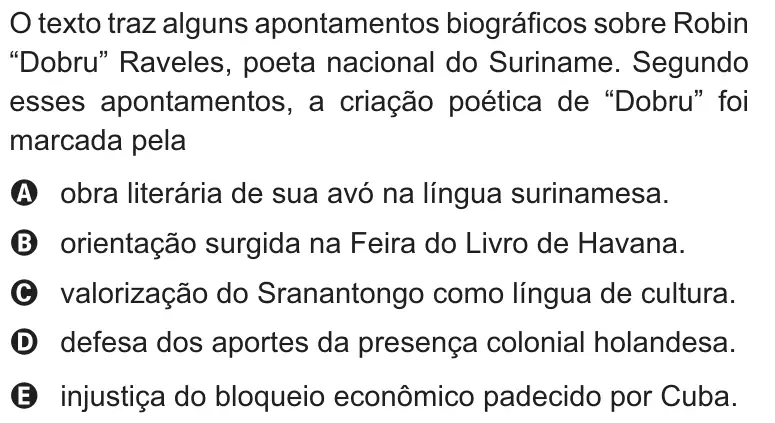 O texto traz alguns apontamentos biográficos sobre Robin
“Dobru” Raveles, poeta nacional do Suriname. Segundo
esses apontamentos, a criação poética de “Dobru” foi
marcada pela
A obra literária de sua avó na língua surinamesa.
B orientação surgida na Feira do Livro de Havana.
C valorização do Sranantongo como língua de cultura.
D defesa dos aportes da presença colonial holandesa.
E injustiça do bloqueio econômico padecido por Cuba.